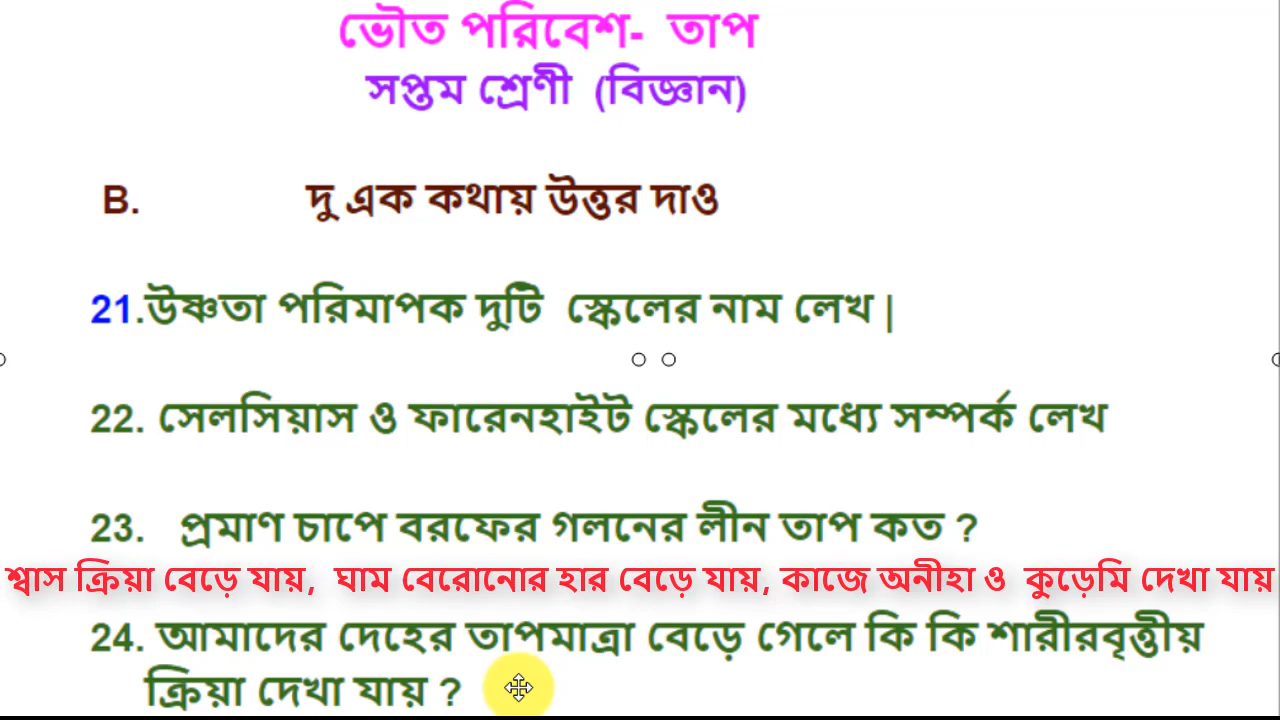 ভৌত পরিবেশ- তাপ
সপ্তম শ্রেণী (বিজ্ঞান)
B. দু এক কথায় উত্তর দাও
21.উষ্ণতা পরিমাপক দুটি স্কেলের নাম লেখ |
22. সেলসিয়াস ও ফারেনহাইট স্কেলের মধ্যে সম্পর্ক লেখ
23. প্রমাণ চাপে বরফের গলনের লীন তাপ কত ?
শ্বাস ক্রিয়া বেড়ে যায়, ঘাম বেরোনোর হার বেড়ে যায়, কাজে অনীহা ও কুড়েমি দেখা যায়
24. আমাদের দেহের তাপমাত্রা বেড়ে গেলে কি কি শারীরবৃত্তীয়
ক্রিয়া দেখা যায় ?